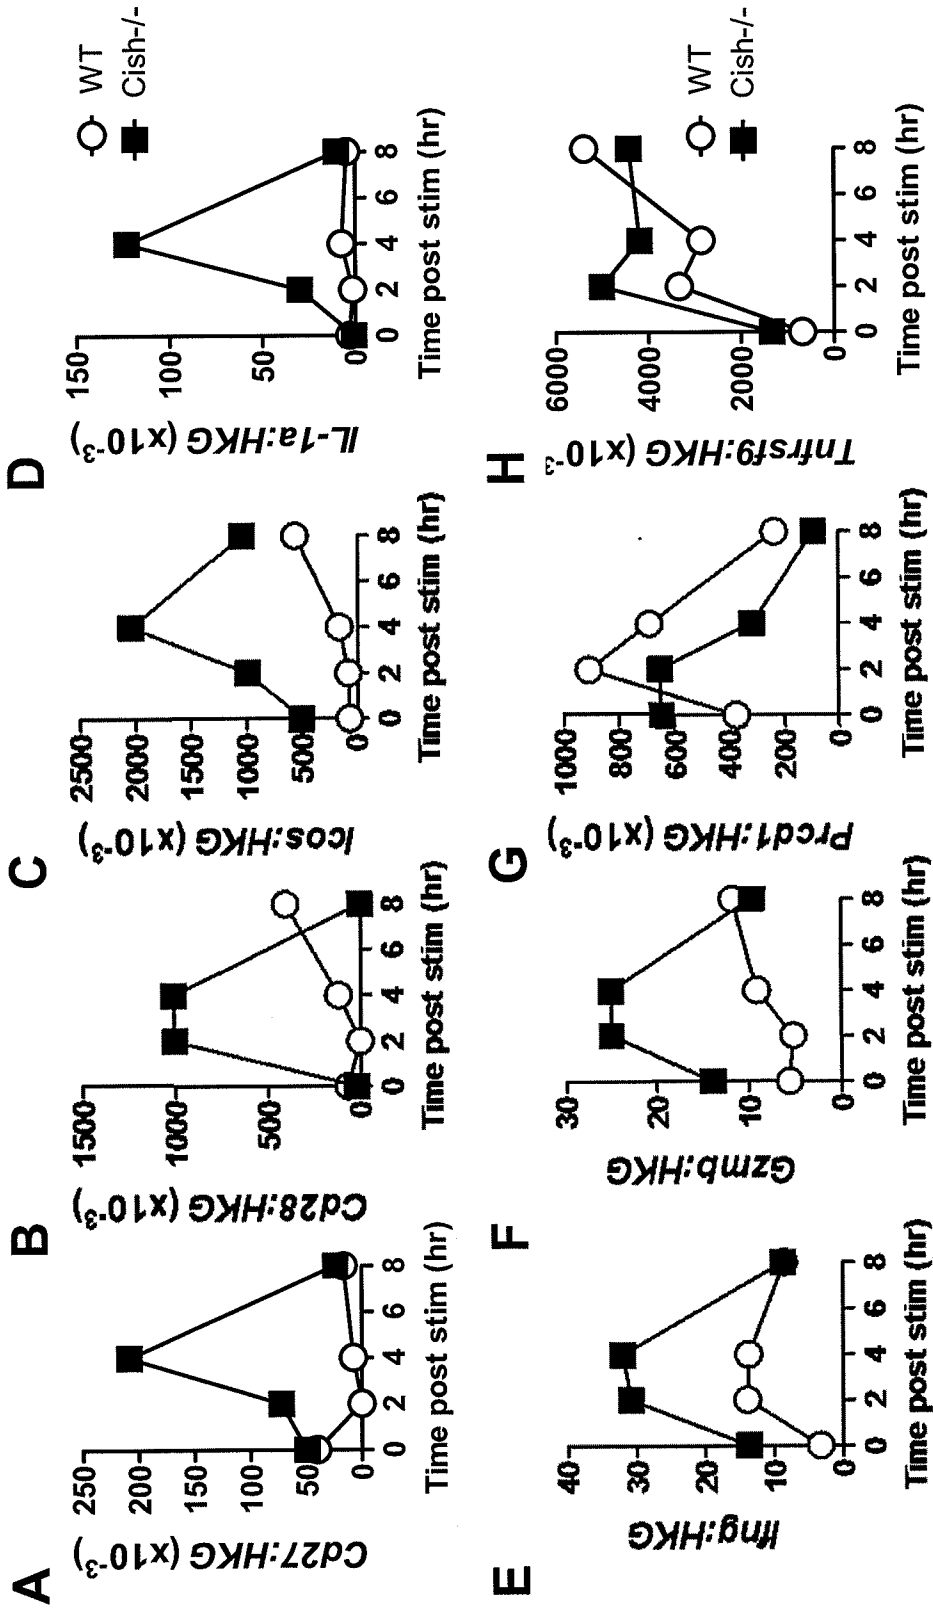 A
Cd27:HKG (x10-3)
250
200
150
100
50
0
0 2 4 6 8
Time post stim (hr)
B
Cd28:HKG (x10-3)
1500
1000
500
0
0 2 4 6 8
Time post stim (hr)
C
Icos:HKG (x10-3)
2500
2000
1500
1000
500
0
0 2 4 6 8
Time post stim (hr)
D
IL-1a:HKG (x10-3)
150
100
50
0
0 2 4 6 8
Time post stim (hr)
WT
Cish-/-
E
Ifng:HKG
40
30
20
10
0
0 2 4 6 8
Time post stim (hr)
F
Gzmb:HKG
30
20
10
0
0 2 4 6 8
Time post stim (hr)
G
Prcd1:HKG (x10-3)
1000
800
600
400
200
0
0 2 4 6 8
Time post stim (hr)
H
Tnfrsf9:HKG (x10-3
6000
4000
2000
0
0 2 4 6 8
Time post stim (hr)
WT
Cish-/-